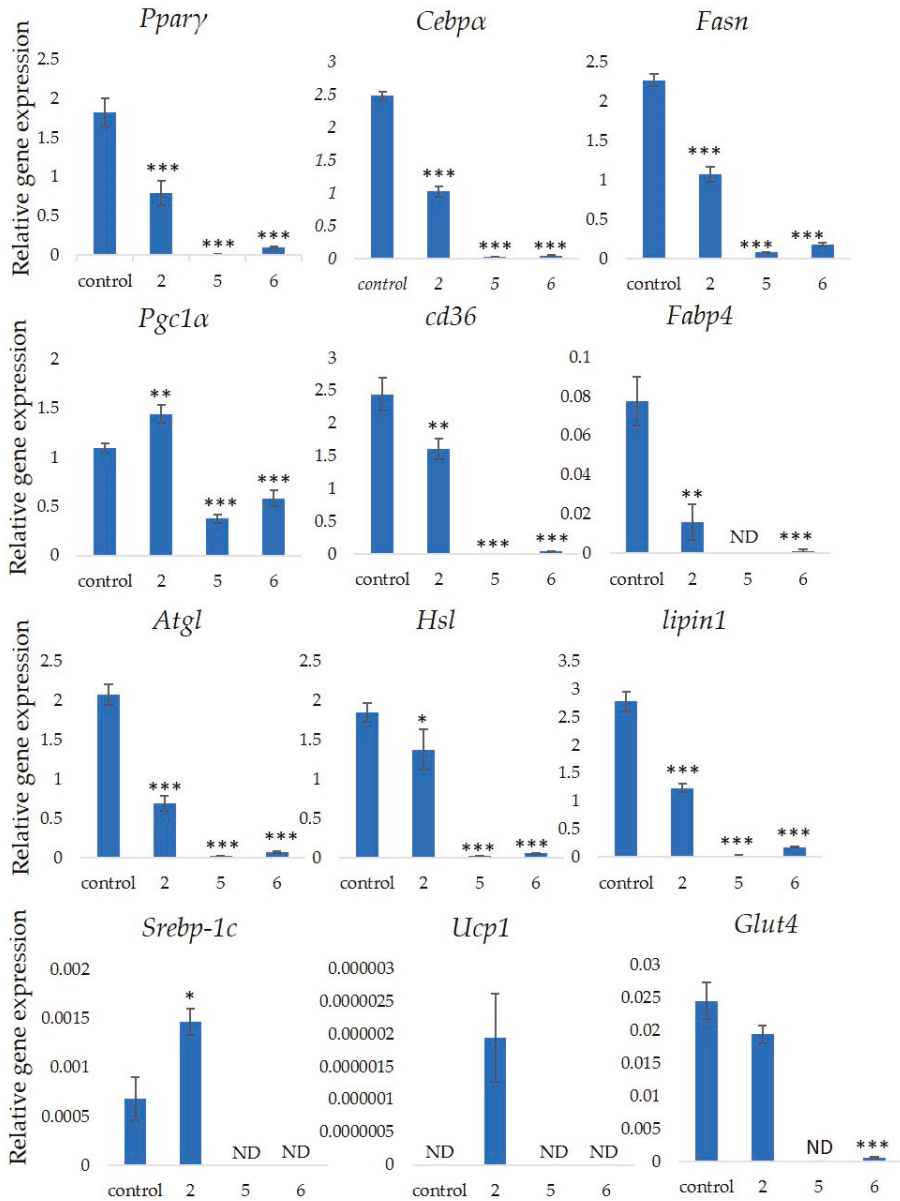 Pparγ
Relative gene expression
2.5
2
1.5
1
0.5
0
***
***
***
control 2 5 6
Cebpα
3
2.5
2
1.5
1
0.5
0
***
***
***
control 2 5 6
Fasn
2.5
2
1.5
1
0.5
0
***
***
***
control 2 5 6
Pgc1α
Relative gene expression
2
1.5
1
0.5
0
**
***
***
control 2 5 6
cd36
3
2.5
2
1.5
1
0.5
0
**
***
***
control 2 5 6
Fabp4
0.1
0.08
0.06
0.04
0.02
0
**
ND
***
control 2 5 6
Atgl
Relative gene expression
2.5
2
1.5
1
0.5
0
***
***
***
control 2 5 6
Hsl
2.5
2
1.5
1
0.5
0
*
***
***
control 2 5 6
lipin1
3.5
3
2.5
2
1.5
1
0.5
0
***
***
***
control 2 5 6
Srebp-1c
Relative gene expression
0.002
0.0015
0.001
0.0005
0
*
ND
ND
control 2 5 6
Ucp1
0.000003
0.0000025
0.000002
0.0000015
0.000001
0.0000005
0
ND
ND
ND
control 2 5 6
Glut4
0.03
0.025
0.02
0.015
0.01
0.005
0
ND
***
control 2 5 6